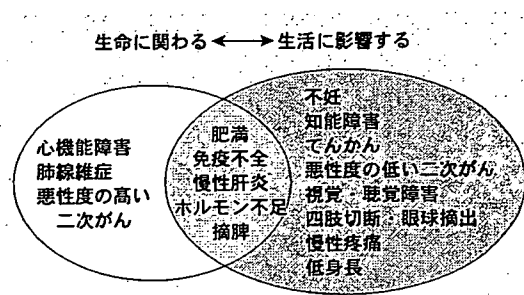 生命に関わる ←→ 生活に影響する
心機能障害
肺線維症
悪性度の高い
二次がん
肥満
免疫不全
慢性肝炎
ホルモン不足
摘脾
不妊
知能障害
てんかん
悪性度の低い二次がん
視覚・聴覚障害
四肢切断・眼球摘出
慢性疼痛
低身長